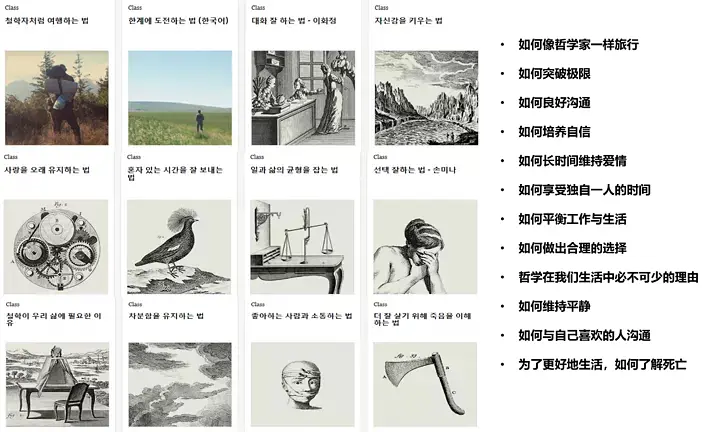 Class
철학자처럼 여행하는 법
Class
한계에 도전하는 법 (한국어)
Class
대화 잘 하는 법 - 이화정
Class
자신감을 키우는 법
Class
사랑을 오래 유지하는 법
Class
혼자 있는 시간을 잘 보내는
법
Class
일과 삶의 균형을 잡는 법
Class
선택 잘하는 법 - 손미나
Class
철학이 우리 삶에 필요한 이
유
Class
차분함을 유지하는 법
Class
좋아하는 사람과 소통하는 법
Class
더 잘 살기 위해 죽음을 이해
하는 법
• 如何像哲学家一样旅行
• 如何突破极限
• 如何良好沟通
• 如何培养自信
• 如何长时间维持爱情
• 如何享受独自一人的时间
• 如何平衡工作与生活
• 如何做出合理的选择
• 哲学在我们生活中必不可少的理由
• 如何维持平静
• 如何与自己喜欢的人沟通
• 为了更好地生活，如何了解死亡